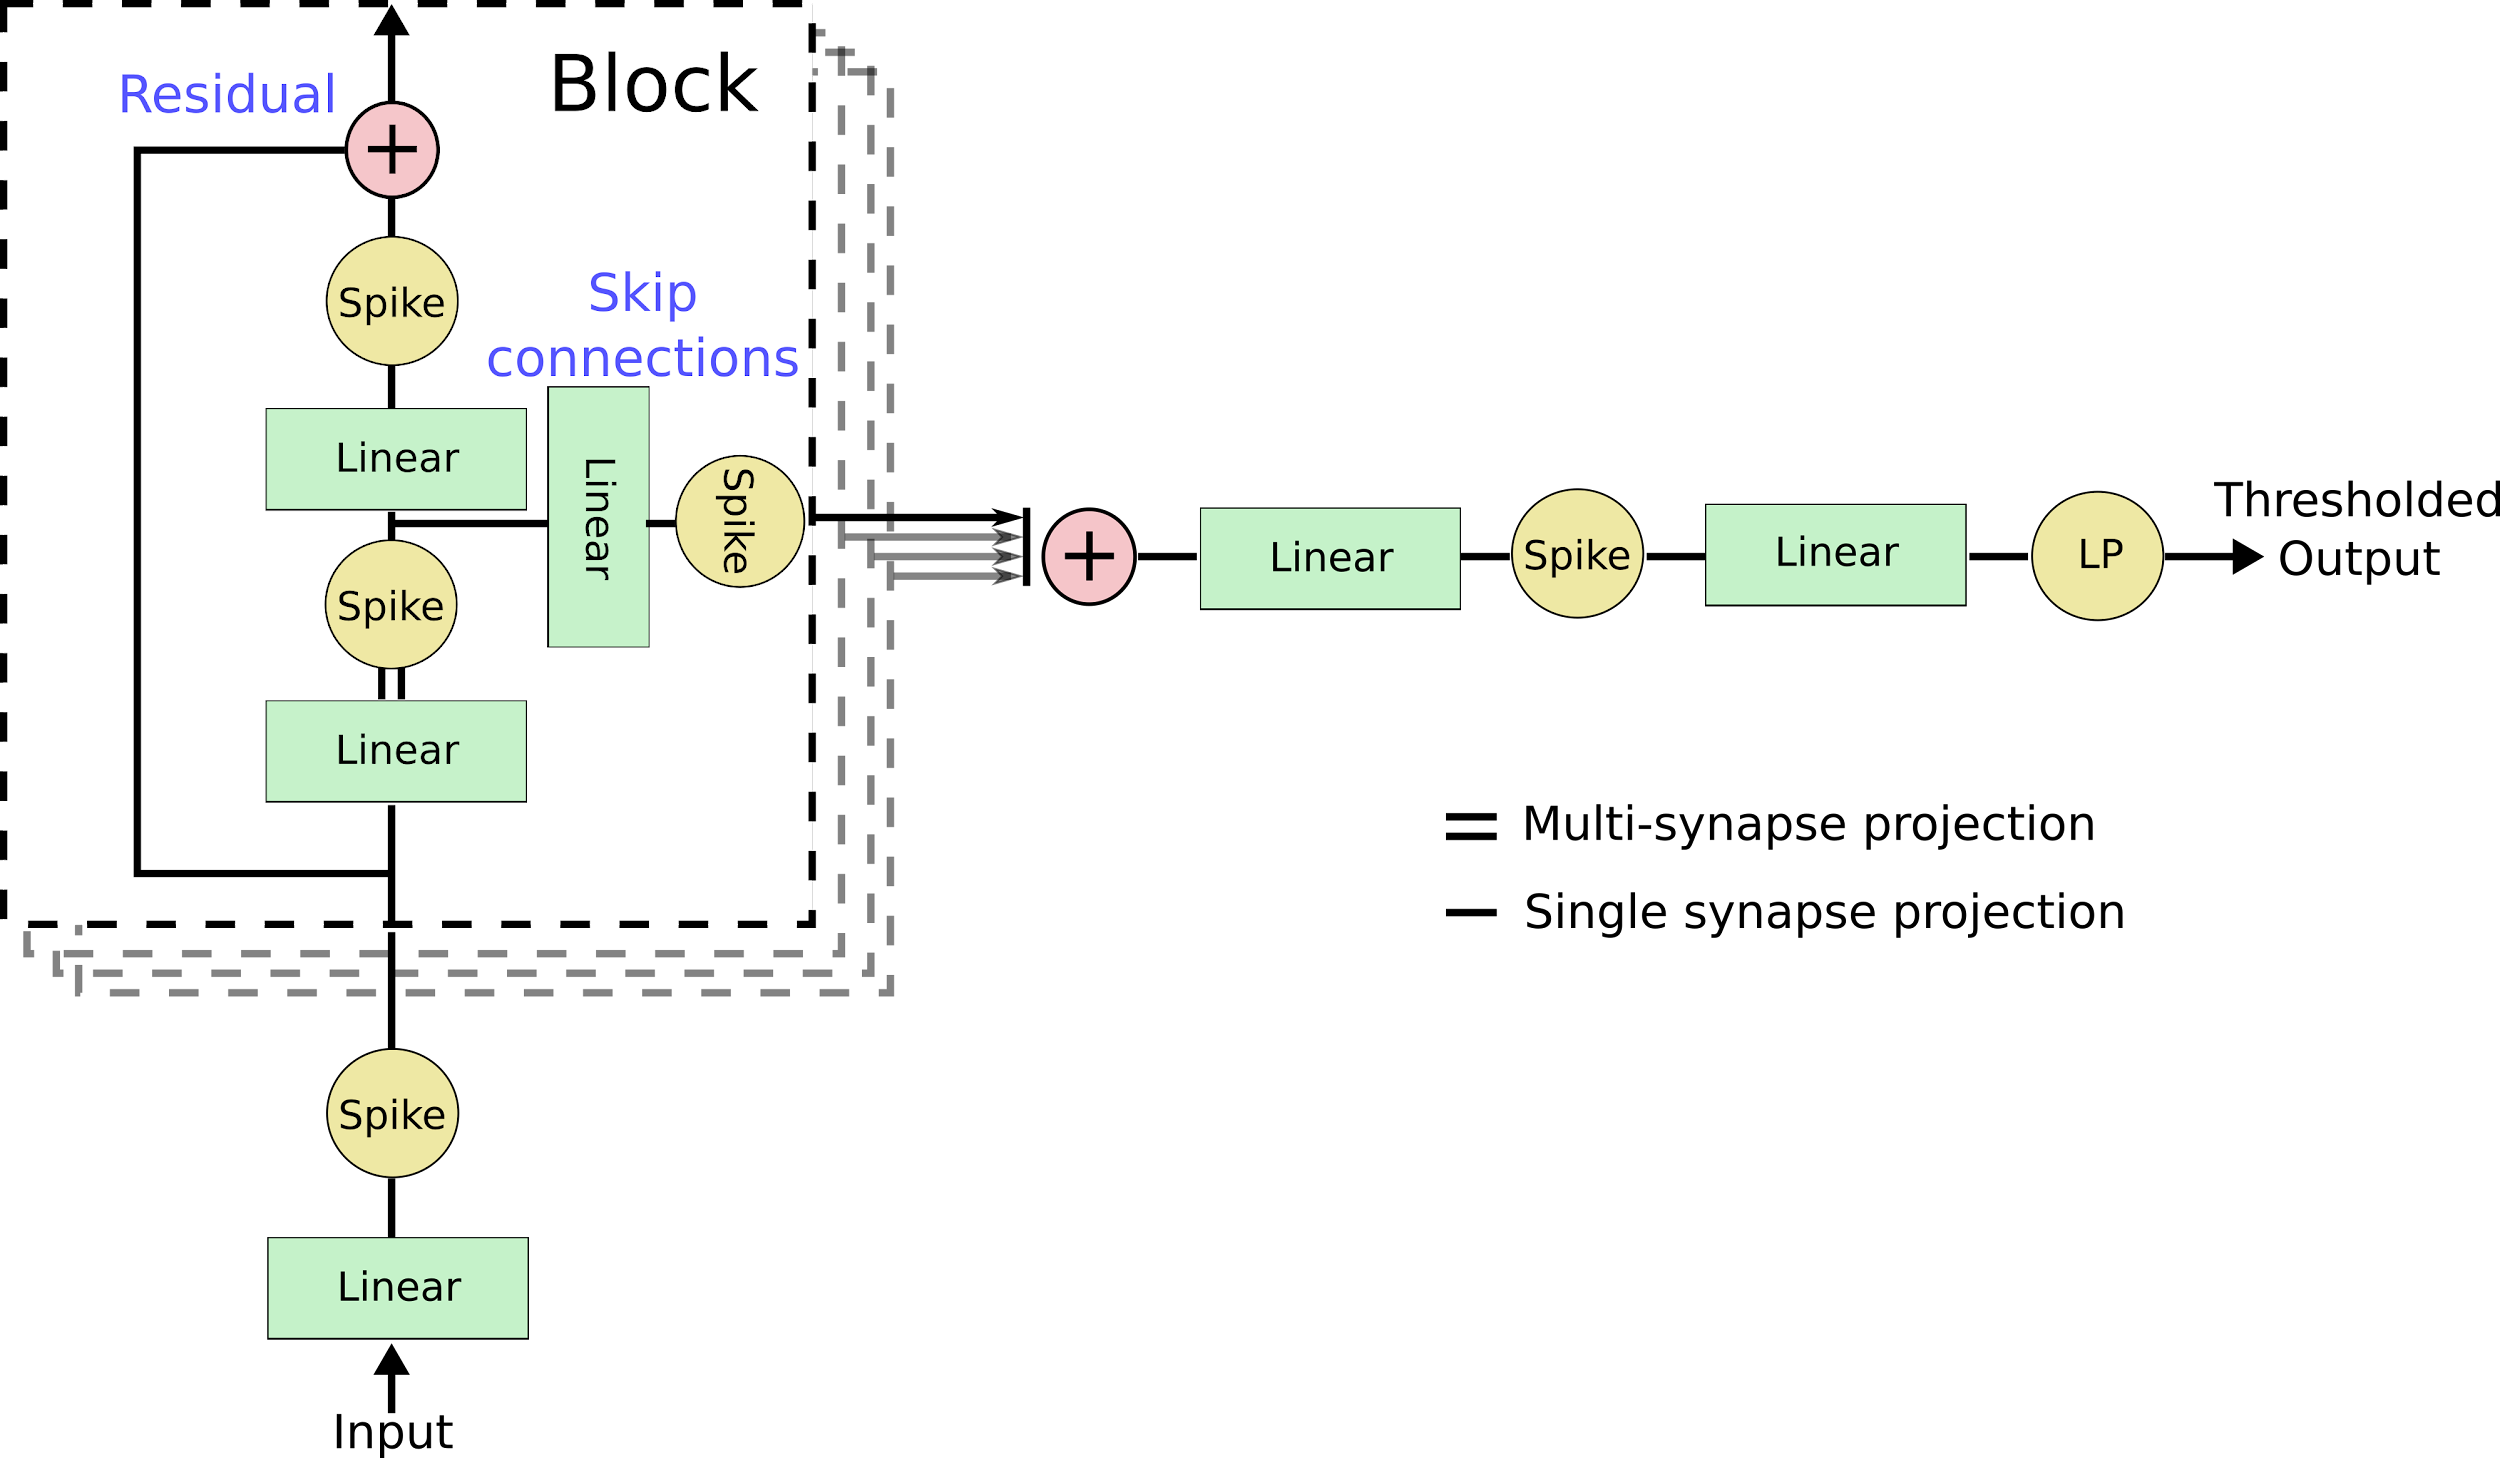 Block
Residual
Spike
Skip
connections
Linear
Linear
Spike
Spike
Linear
Linear
Spike
Linear
LP
Thresholded
Output
Spike
Linear
Input
Multi-synapse projection
Single synapse projection